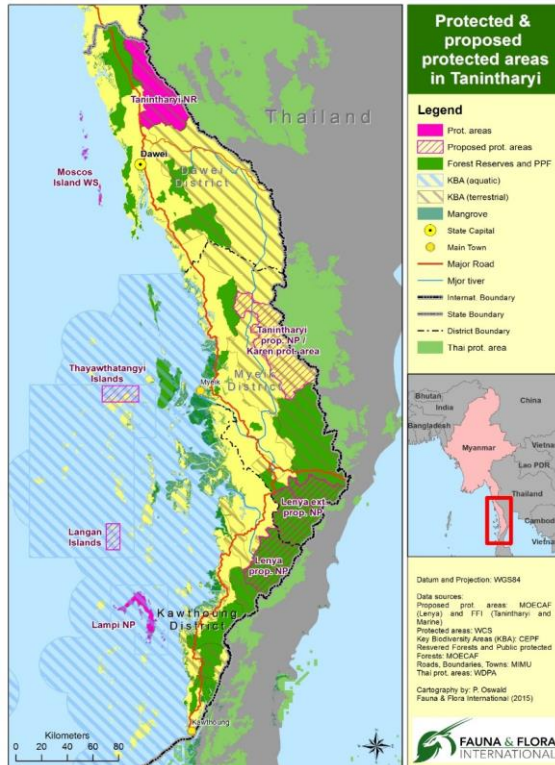 Protected &
proposed
protected areas
in Tanintharyi
Legend
Prot. areas
Proposed prot. areas
Forest Reserves and PPF
KBA (aquatic)
KBA (terrestrial)
Mangrove
State Capital
Main Town
Major Road
Mjor tiver
Internat. Boundary
State Boundary
District Boundary
Thai prot. area
Tanintharyi NR
Thailand
Dawei
Dawei
District
Moscos
Island WS
Tanintharyi
prop. NP /
Karen prot. area
Thayawthatangyi
Islands
Myeik
Myeik
District
Lenya ext.
prop. NP
Langan
Islands
Lenya
prop. NP
Lampi NP
Kawthoung
District
Kawthoung
Kilometers
0 20 40 80
Bhutan
India
China
Bangladesh
Myanmar
Vietna
Lao PDR
Thailand
Cambod
Vietn
Datum and Projection: WGS84
Data sources:
Proposed prot. areas: MOECAF
(Lenya) and FFI (Tanintharyi and
Marine)
Protected areas: WCS
Key Biodiversity Areas (KBA): CEPF
Resverved Forests and Public protected
Forests: MOECAF
Roads, Boundaries, Towns: MIMU
Thai prot. areas: WDPA
Cartography by: P. Oswald
Fauna & Flora International (2015)
FAUNA & FLORA
INTERNATIONAL